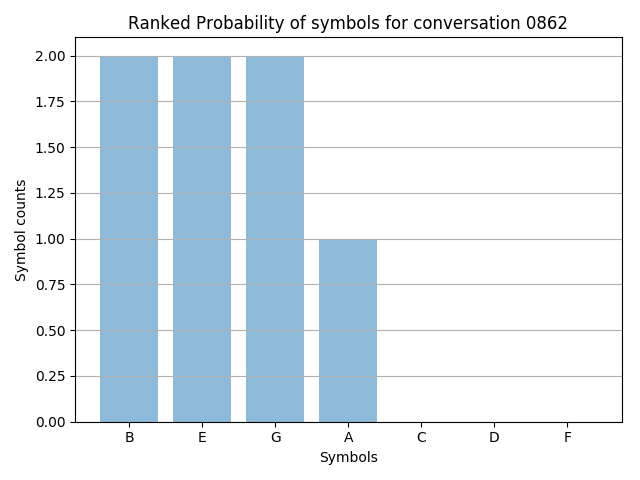 Ranked Probability of symbols for conversation 0862
Symbol counts
2.00
1.75
1.50
1.25
1.00
0.75
0.50
0.25
0.00
B E G A C D F
Symbols